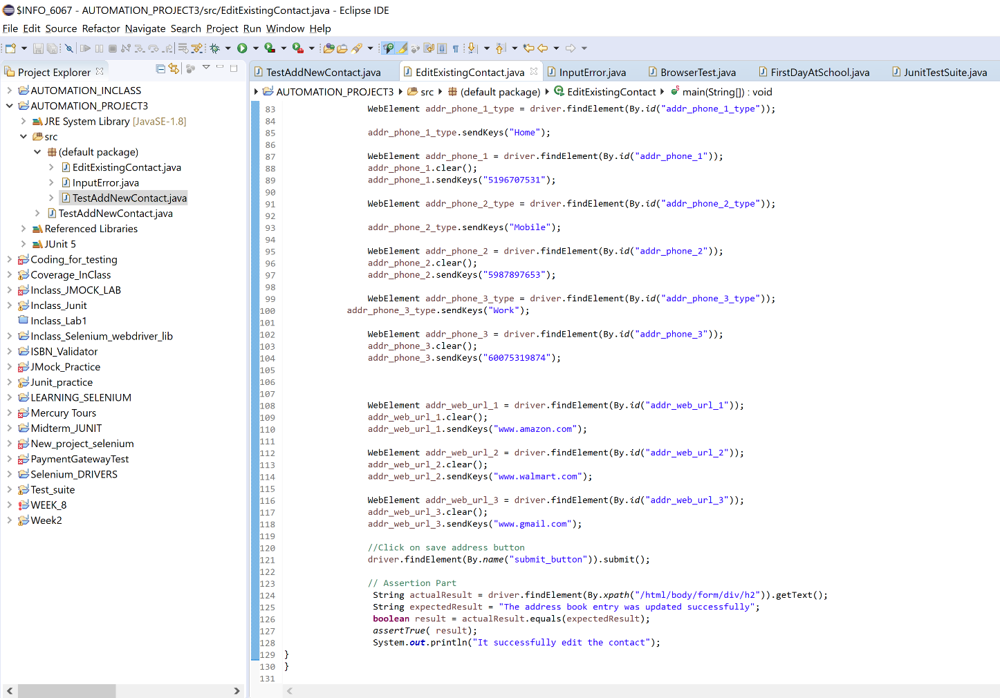 $INFO_6067 - AUTOMATION_PROJECT3/src/EditExistingContact.java - Eclipse IDE
File Edit Source Refactor Navigate Search Project Run Window Help
Project Explorer
TestAddNewContact.java EditExistingContact.java InputError.java BrowserTest.java FirstDayAtSchool.java JunitTestSuite.java
AUTOMATION_PROJECT3 src (default package) EditExistingContact main(String[]) : void
AUTOMATION_INCLASS
AUTOMATION_PROJECT3
JRE System Library [JavaSE-1.8]
src
(default package)
EditExistingContact.java
InputError.java
TestAddNewContact.java
TestAddNewContact.java
Referenced Libraries
JUnit 5
Coding_for_testing
Coverage_InClass
Inclass_JMOCK_LAB
Inclass_Junit
Inclass_Lab1
Inclass_Selenium_webdriver_lib
ISBN_Validator
JMock_Practice
Junit_practice
LEARNING_SELENIUM
Mercury Tours
Midterm_JUNIT
New_project_selenium
PaymentGatewayTest
Selenium_DRIVERS
Test_suite
WEEK_8
Week2
83 WebElement addr_phone_1_type = driver.findElement(By.id("addr_phone_1_type"));
84
85 addr_phone_1_type.sendKeys("Home");
86
87 WebElement addr_phone_1 = driver.findElement(By.id("addr_phone_1"));
88 addr_phone_1.clear();
89 addr_phone_1.sendKeys("5196707531");
90
91 WebElement addr_phone_2_type = driver.findElement(By.id("addr_phone_2_type"));
92
93 addr_phone_2_type.sendKeys("Mobile");
94
95 WebElement addr_phone_2 = driver.findElement(By.id("addr_phone_2"));
96 addr_phone_2.clear();
97 addr_phone_2.sendKeys("5987897653");
98
99 WebElement addr_phone_3_type = driver.findElement(By.id("addr_phone_3_type"));
100 addr_phone_3_type.sendKeys("Work");
101
102 WebElement addr_phone_3 = driver.findElement(By.id("addr_phone_3"));
103 addr_phone_3.clear();
104 addr_phone_3.sendKeys("60075319874");
105
106
107
108 WebElement addr_web_url_1 = driver.findElement(By.id("addr_web_url_1"));
109 addr_web_url_1.clear();
110 addr_web_url_1.sendKeys("www.amazon.com");
111
112 WebElement addr_web_url_2 = driver.findElement(By.id("addr_web_url_2"));
113 addr_web_url_2.clear();
114 addr_web_url_2.sendKeys("www.walmart.com");
115
116 WebElement addr_web_url_3 = driver.findElement(By.id("addr_web_url_3"));
117 addr_web_url_3.clear();
118 addr_web_url_3.sendKeys("www.gmail.com");
119
120 //Click on save address button
121 driver.findElement(By.name("submit_button")).submit();
122
123 // Assertion Part
124 String actualResult = driver.findElement(By.xpath("/html/body/form/div/h2")).getText();
125 String expectedResult = "The address book entry was updated successfully";
126 boolean result = actualResult.equals(expectedResult);
127 assertTrue( result);
128 System.out.println("It successfully edit the contact");
129 }
130 }
131